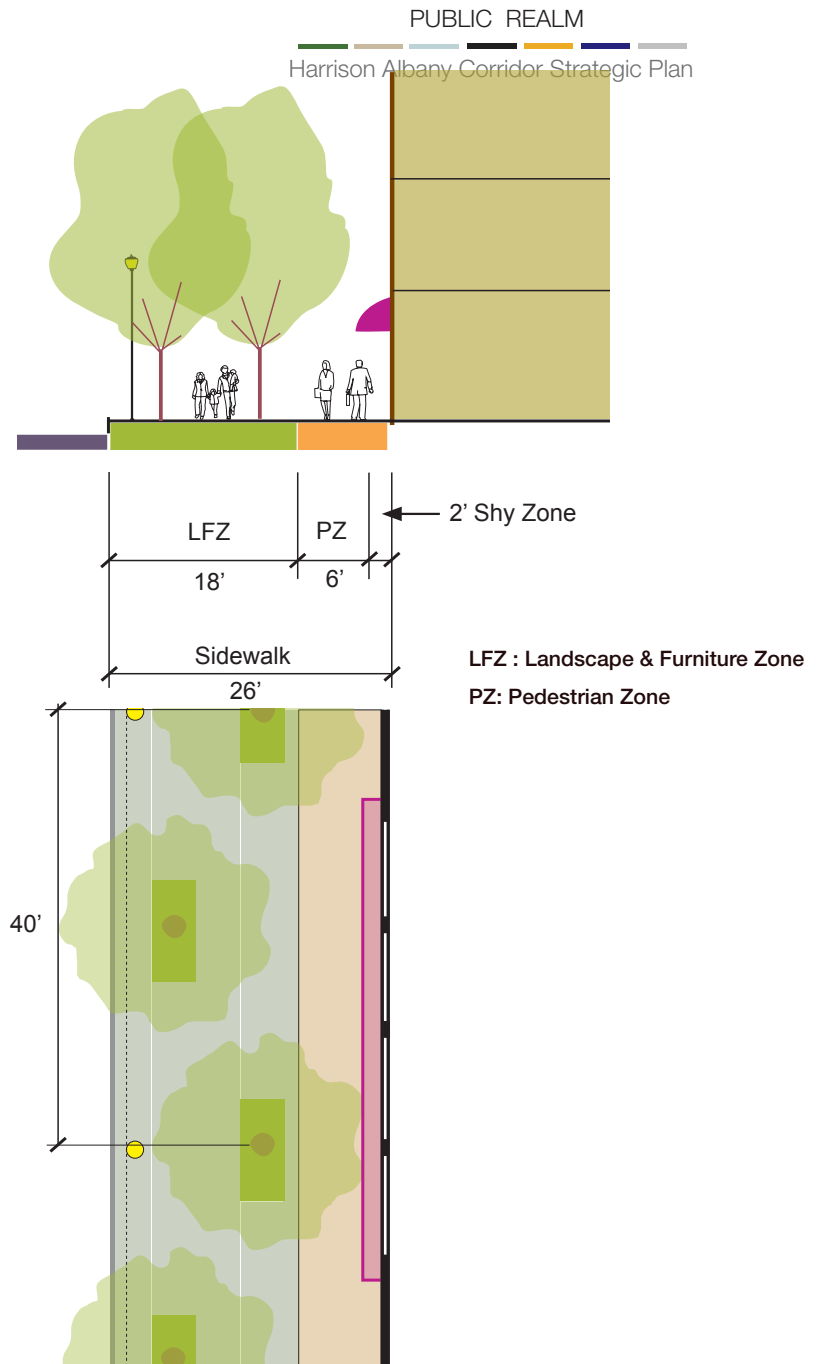 PUBLIC REALM
Harrison Albany Corridor Strategic Plan
2’ Shy Zone
LFZ
PZ
18’
6’
Sidewalk
26’
LFZ : Landscape & Furniture Zone
PZ: Pedestrian Zone
40’